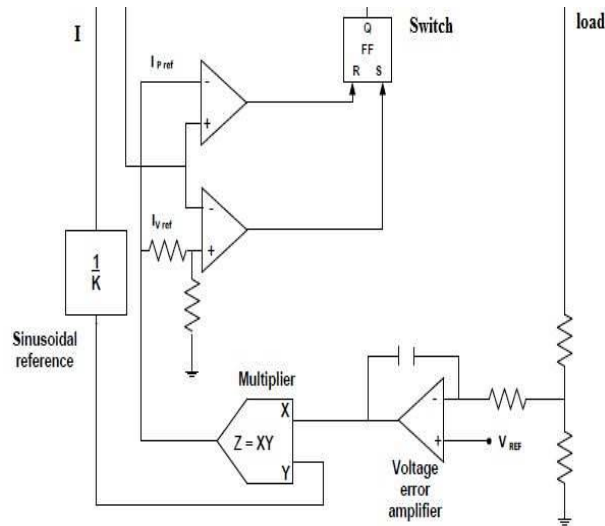 I
Switch
load
Q
FF
R S
I P ref
-
+
I V ref
-
+
1
K
Sinusoidal
reference
Multiplier
X
Z = XY
Y
-
+
V REF
Voltage
error
amplifier